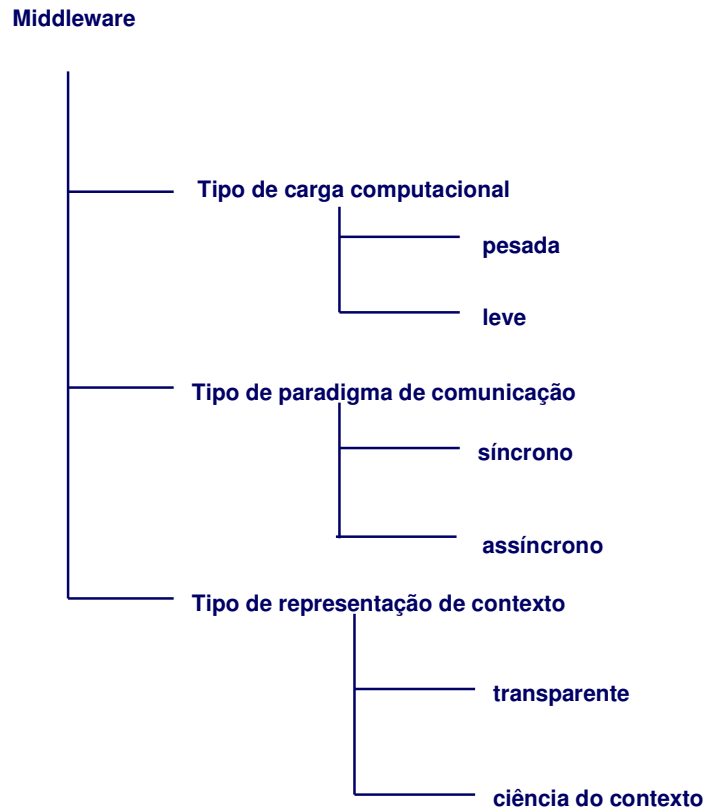 Middleware
Tipo de carga computacional
pesada
leve
Tipo de paradigma de comunicação
síncrono
assíncrono
Tipo de representação de contexto
transparente
ciência do contexto